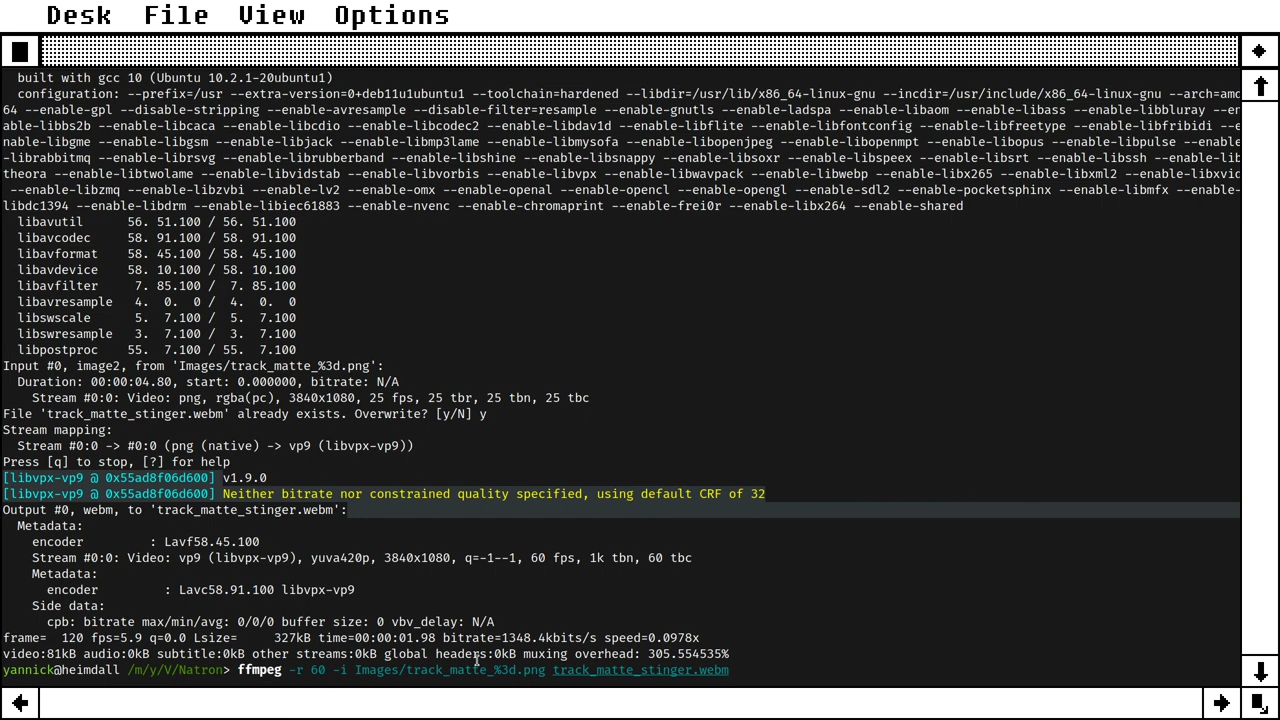 Desk File View Options
built with gcc 10 (Ubuntu 10.2.1-20ubuntu1)
configuration: --prefix=/usr --extra-version=0+deb11u1ubuntu1 --toolchain=hardened --libdir=/usr/lib/x86_64-linux-gnu --incdir=/usr/include/x86_64-linux-gnu --arch=amd
64 --enable-gpl --disable-stripping --enable-avresample --disable-filter=resample --enable-gnutls --enable-ladspa --enable-libaom --enable-libass --enable-libbluray --e
nable-libbs2b --enable-libcaca --enable-libcdio --enable-libcodec2 --enable-libdav1d --enable-libflite --enable-libfontconfig --enable-libfreetype --enable-libfribidi --e
nable-libgme --enable-libgsm --enable-libjack --enable-libmp3lame --enable-libmysofa --enable-libopenjpeg --enable-libopenmpt --enable-libopus --enable-libpulse --enable
-librabbitmq --enable-librsvg --enable-librubberband --enable-libshine --enable-libsnappy --enable-libsoxr --enable-libspeex --enable-libsrt --enable-libssh --enable-lib
theora --enable-libtwolame --enable-libvidstab --enable-libvorbis --enable-libvpx --enable-libwavpack --enable-libwebp --enable-libx265 --enable-libxml2 --enable-libxvid
--enable-libzmq --enable-libzvbi --enable-lv2 --enable-omx --enable-openal --enable-opencl --enable-opengl --enable-sdl2 --enable-pocketsphinx --enable-libmfx --enable-
libdc1394 --enable-libdrm --enable-libiec61883 --enable-nvenc --enable-chromaprint --enable-frei0r --enable-libx264 --enable-shared
libavutil 56. 51.100 / 56. 51.100
libavcodec 58. 91.100 / 58. 91.100
libavformat 58. 45.100 / 58. 45.100
libavdevice 58. 10.100 / 58. 10.100
libavfilter 7. 85.100 / 7. 85.100
libavresample 4. 0. 0 / 4. 0. 0
libswscale 5. 7.100 / 5. 7.100
libswresample 3. 7.100 / 3. 7.100
libpostproc 55. 7.100 / 55. 7.100
Input #0, image2, from 'Images/track_matte_%3d.png':
Duration: 00:00:04.80, start: 0.000000, bitrate: N/A
Stream #0:0: Video: png, rgba(pc), 3840x1080, 25 fps, 25 tbr, 25 tbn, 25 tbc
File 'track_matte_stinger.webm' already exists. Overwrite? [y/N] y
Stream mapping:
Stream #0:0 -> #0:0 (png (native) -> vp9 (libvpx-vp9))
Press [q] to stop, [?] for help
[libvpx-vp9 @ 0x55ad8f06d600] v1.9.0
[libvpx-vp9 @ 0x55ad8f06d600] Neither bitrate nor constrained quality specified, using default CRF of 32
Output #0, webm, to 'track_matte_stinger.webm':
Metadata:
encoder : Lavf58.45.100
Stream #0:0: Video: vp9 (libvpx-vp9), yuva420p, 3840x1080, q=-1--1, 60 fps, 1k tbn, 60 tbc
Metadata:
encoder : Lavc58.91.100 libvpx-vp9
Side data:
cpb: bitrate max/min/avg: 0/0/0 buffer size: 0 vbv_delay: N/A
frame= 120 fps=5.9 q=0.0 Lsize= 327kB time=00:00:01.98 bitrate=1348.4kbits/s speed=0.0978x
video:81kB audio:0kB subtitle:0kB other streams:0kB global headers:0kB muxing overhead: 305.554535%
yannick@heimdall /m/y/V/Natron> ffmpeg -r 60 -i Images/track_matte_%3d.png track_matte_stinger.webm